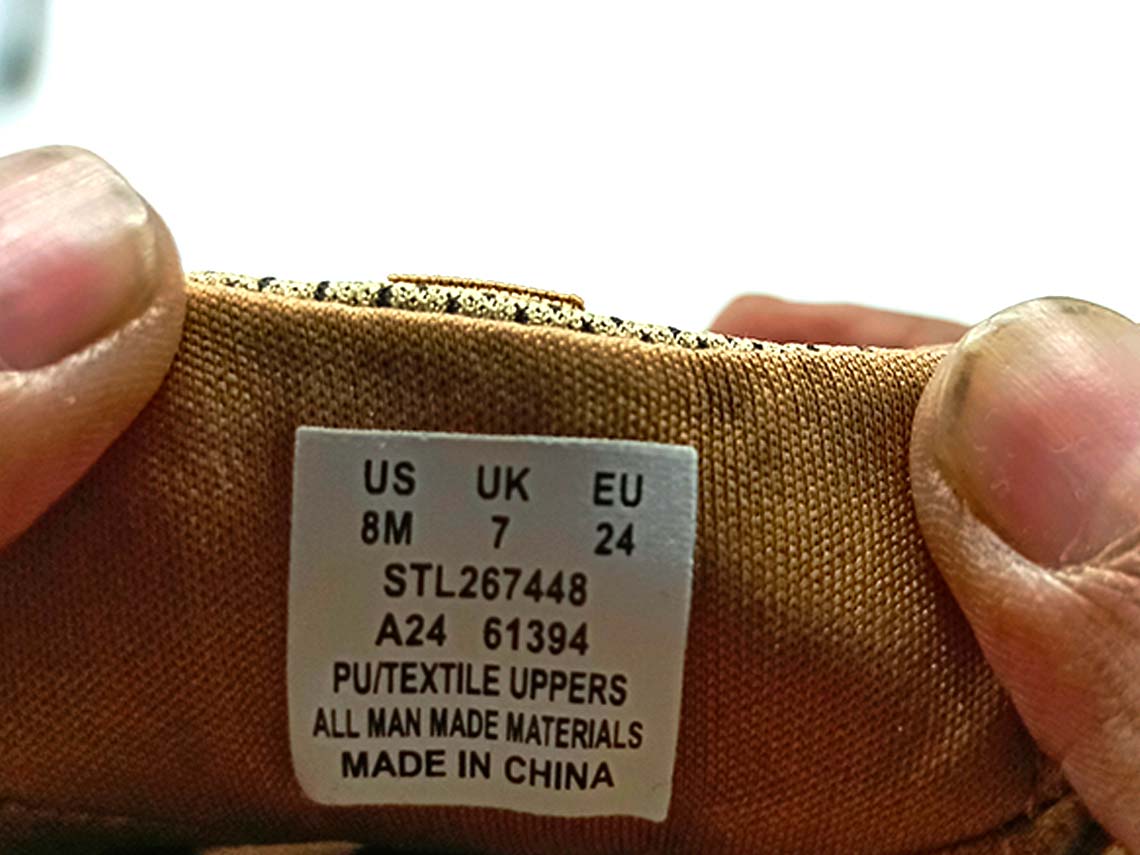 US UK EU
8M 7 24
STL267448
A24 61394
PU/TEXTILE UPPERS
ALL MAN MADE MATERIALS
MADE IN CHINA